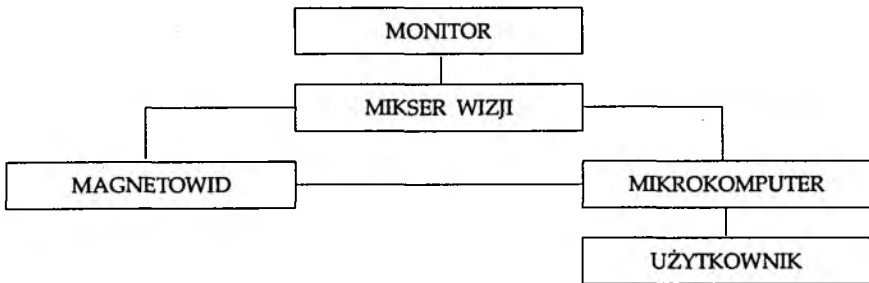 MONITOR
MIKSER WIZJI
MAGNETOWID
MIKROKOMPUTER
UŻYTKOWNIK